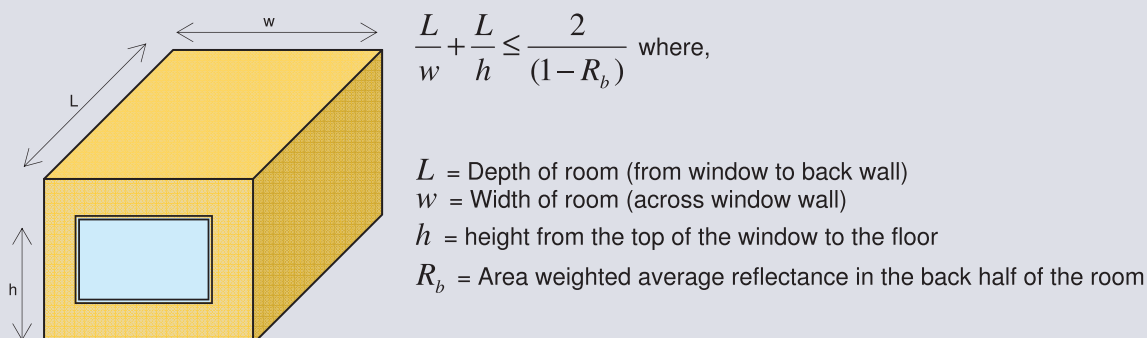 w
L
h
L/w + L/h ≤ 2/(1 − R_b) where,
L = Depth of room (from window to back wall)
w = Width of room (across window wall)
h = height from the top of the window to the floor
R_b = Area weighted average reflectance in the back half of the room